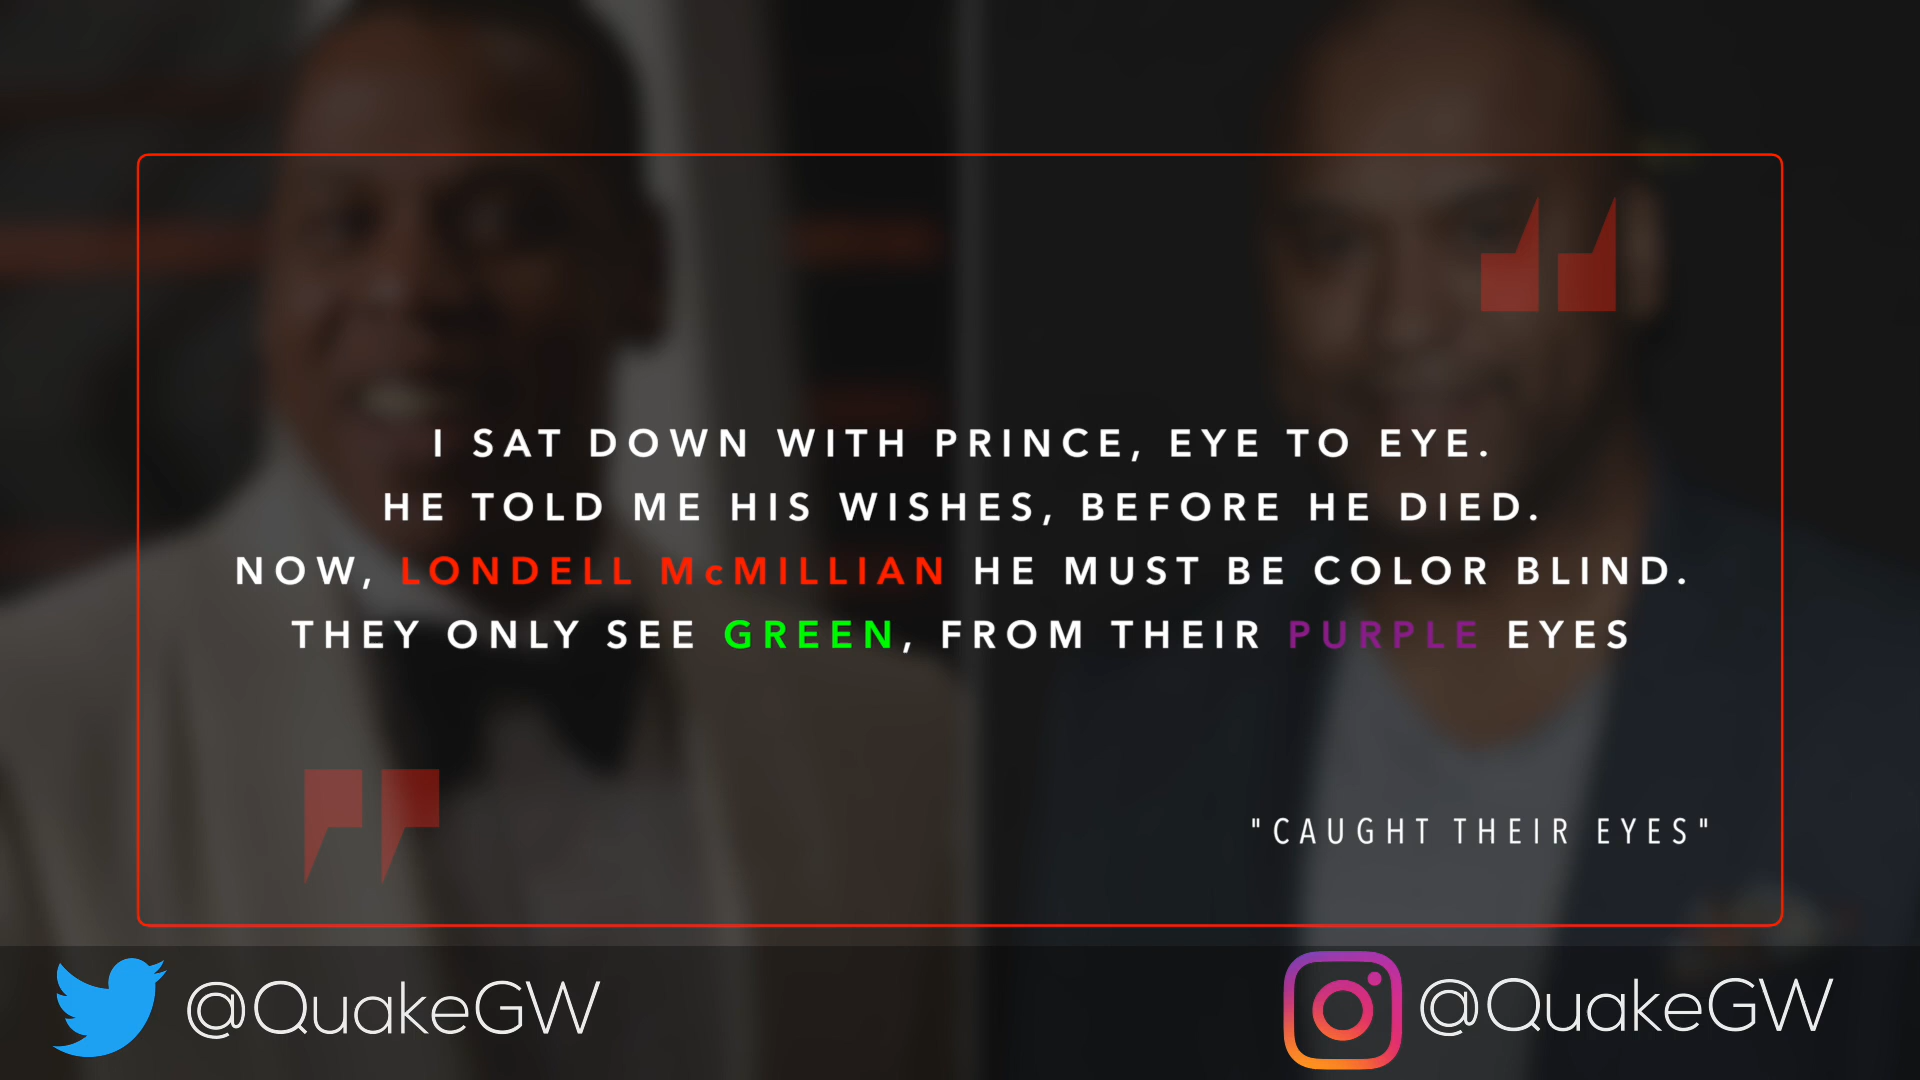 I SAT DOWN WITH PRINCE, EYE TO EYE.
HE TOLD ME HIS WISHES, BEFORE HE DIED.
NOW, LONDELL McMILLIAN HE MUST BE COLOR BLIND.
THEY ONLY SEE GREEN, FROM THEIR PURPLE EYES
"CAUGHT THEIR EYES"
@QuakeGW
@QuakeGW